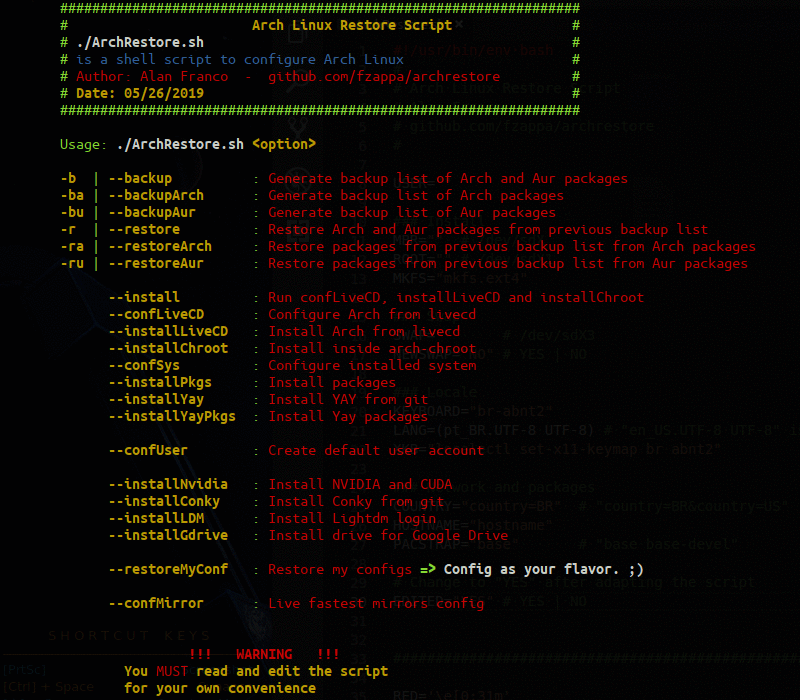 #################################################################
# Arch Linux Restore Script #
# ./ArchRestore.sh #
# is a shell script to configure Arch Linux #
# Author: Alan Franco - github.com/fzappa/archrestore #
# Date: 05/26/2019 #
#################################################################
Usage: ./ArchRestore.sh <option>
-b | --backup : Generate backup list of Arch and Aur packages
-ba | --backupArch : Generate backup list of Arch packages
-bu | --backupAur : Generate backup list of Aur packages
-r | --restore : Restore Arch and Aur packages from previous backup list
-ra | --restoreArch : Restore packages from previous backup list from Arch packages
-ru | --restoreAur : Restore packages from previous backup list from Aur packages
--install : Run confLiveCD, installLiveCD and installChroot
--confLiveCD : Configure Arch from livecd
--installLiveCD : Install Arch from livecd
--installChroot : Install inside arch-chroot
--confSys : Configure installed system
--installPkgs : Install packages
--installYay : Install YAY from git
--installYayPkgs : Install Yay packages
--confUser : Create default user account
--installNvidia : Install NVIDIA and CUDA
--installConky : Install Conky from git
--installLDM : Install Lightdm login
--installGdrive : Install drive for Google Drive
--restoreMyConf : Restore my configs => Config as your flavor. ;)
--confMirror : Live fastest mirrors config
SHORTCUT KEYS
!!! WARNING !!!
[PrtSc] You MUST read and edit the script
[Ctrl] + Space for your own convenience